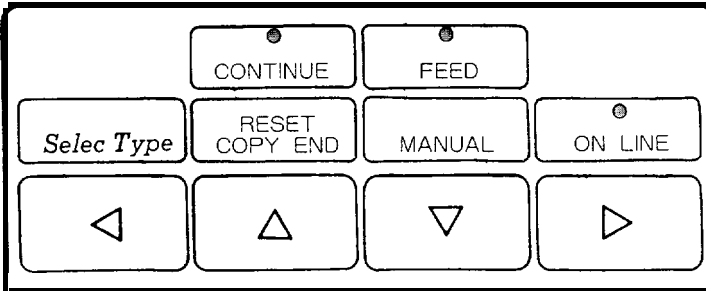 CONTINUE
FEED
Selec Type
RESET
COPY END
MANUAL
ON LINE